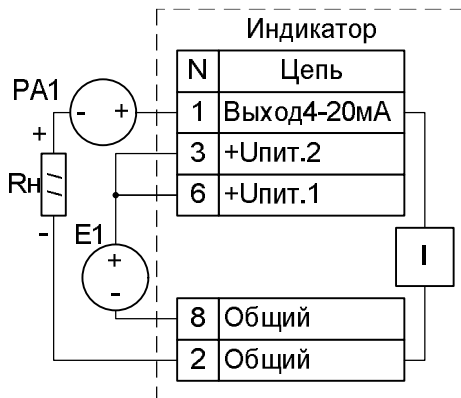 Индикатор
N Цепь
PA1
- +
1 Выход4-20мА
+
3 +Uпит.2
Rн
6 +Uпит.1
-
E1
+
I
-
8 Общий
2 Общий